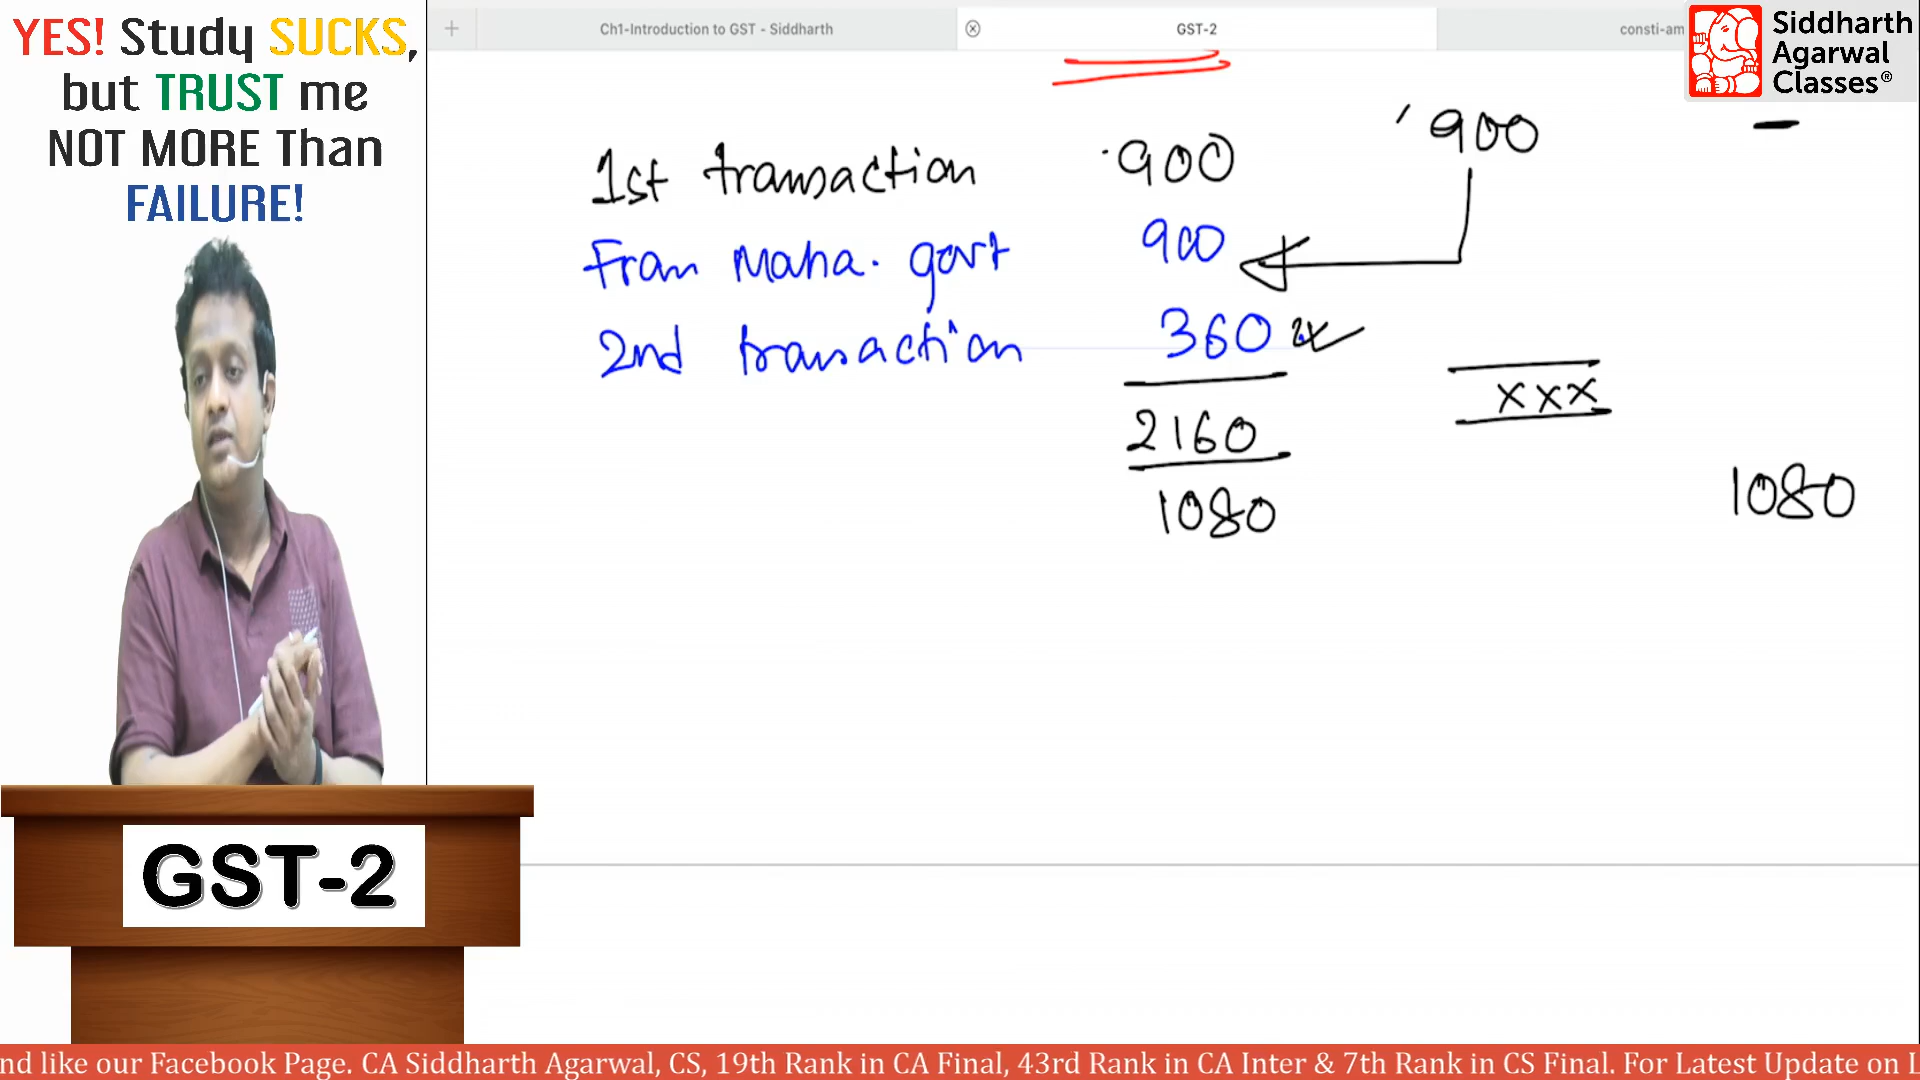 YES! Study SUCKS,
but TRUST me
NOT MORE Than
FAILURE!
Ch1-Introduction to GST - Siddharth
GST-2
consti-am
Siddharth
Agarwal
Classes®
1st transaction 900 900 -
From Maha. govt 900
2nd transaction 360
2160 xxx
1080 1080
GST-2
nd like our Facebook Page. CA Siddharth Agarwal, CS, 19th Rank in CA Final, 43rd Rank in CA Inter & 7th Rank in CS Final. For Latest Update on L